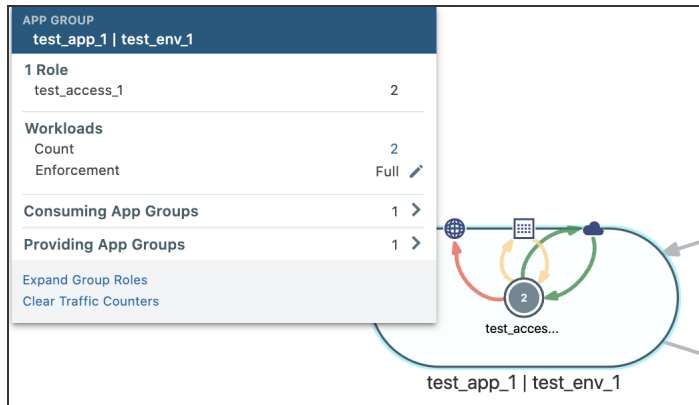 APP GROUP
test_app_1 | test_env_1
1 Role
test_access_1 2
Workloads
Count 2
Enforcement Full
Consuming App Groups 1
Providing App Groups 1
Expand Group Roles
Clear Traffic Counters
2
test_acces...
test_app_1 | test_env_1